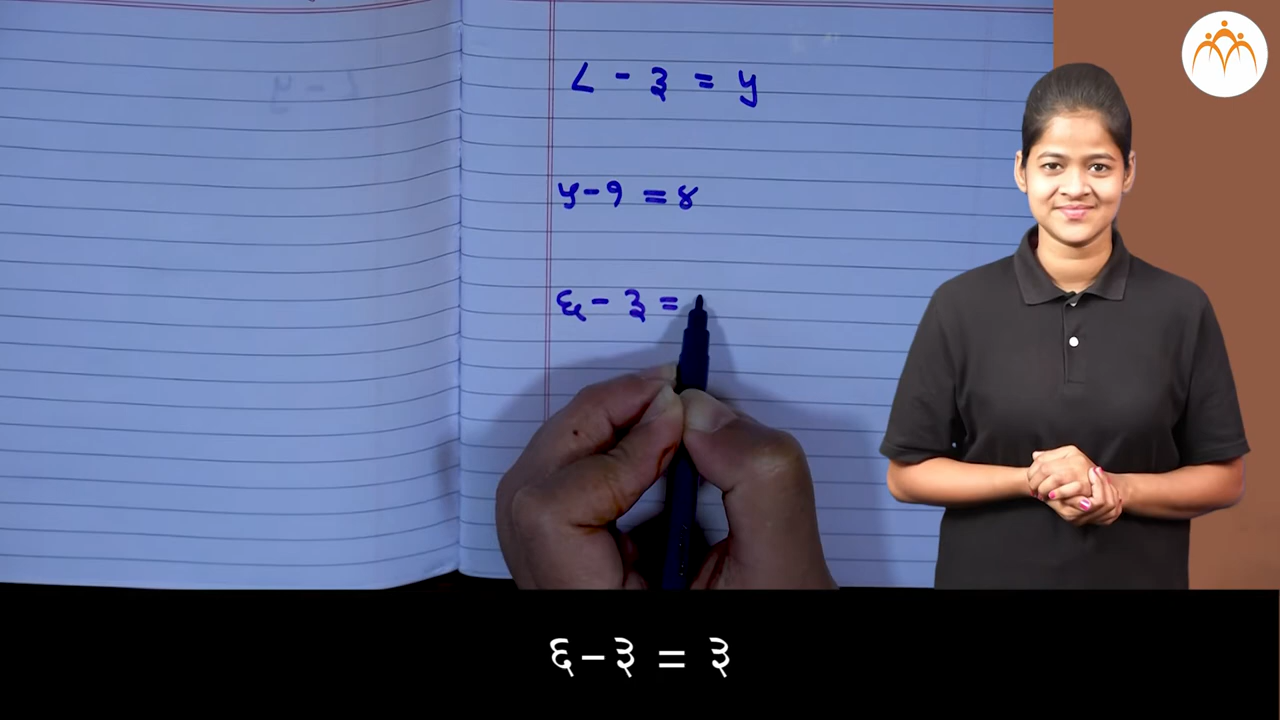 ८ - ३ = ५
५ - १ = ४
६ - ३ =
६ – ३ = ३